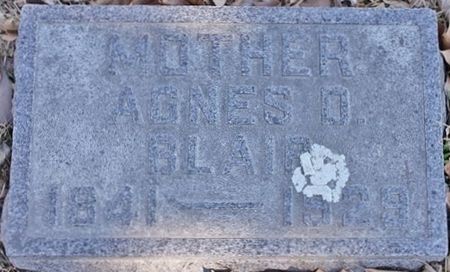 MOTHER
AGNES D.
BLAIR
1841 — 1929